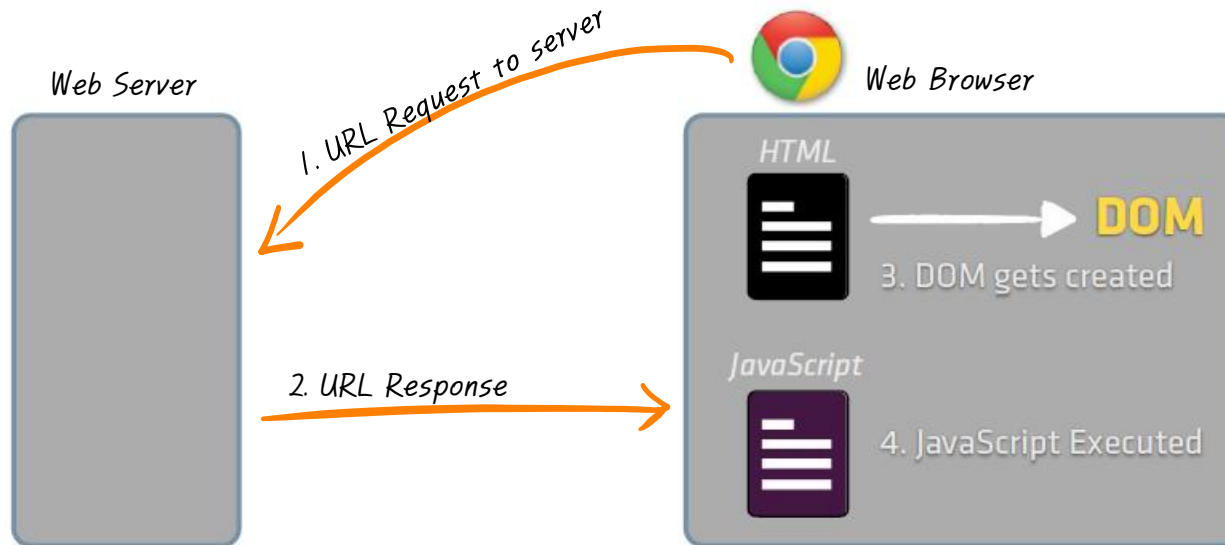 Web Server
1. URL Request to server
Web Browser
HTML
DOM
3. DOM gets created
2. URL Response
JavaScript
4. JavaScript Executed